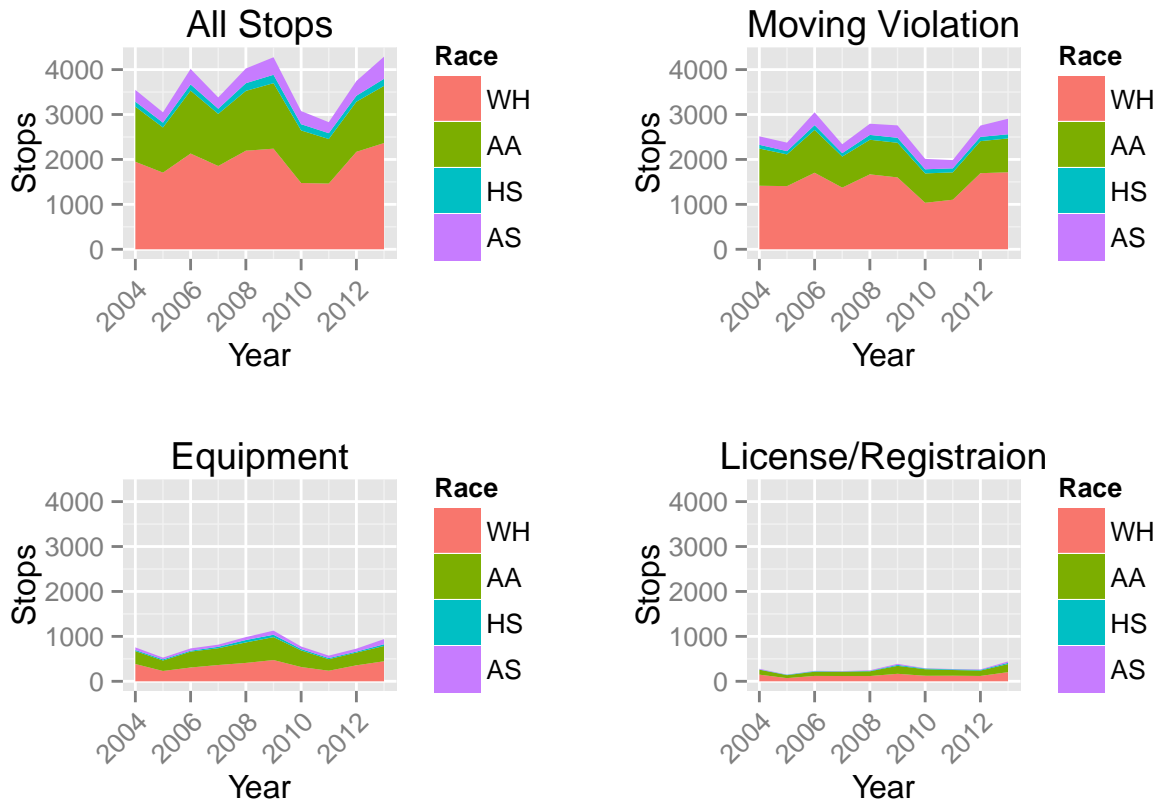 All Stops
4000
3000
2000
1000
0
Stops
2004
2006
2008
2010
2012
Year
Race
WH
AA
HS
AS
Moving Violation
4000
3000
2000
1000
0
Stops
2004
2006
2008
2010
2012
Year
Race
WH
AA
HS
AS
Equipment
4000
3000
2000
1000
0
Stops
2004
2006
2008
2010
2012
Year
Race
WH
AA
HS
AS
License/Registraion
4000
3000
2000
1000
0
Stops
2004
2006
2008
2010
2012
Year
Race
WH
AA
HS
AS